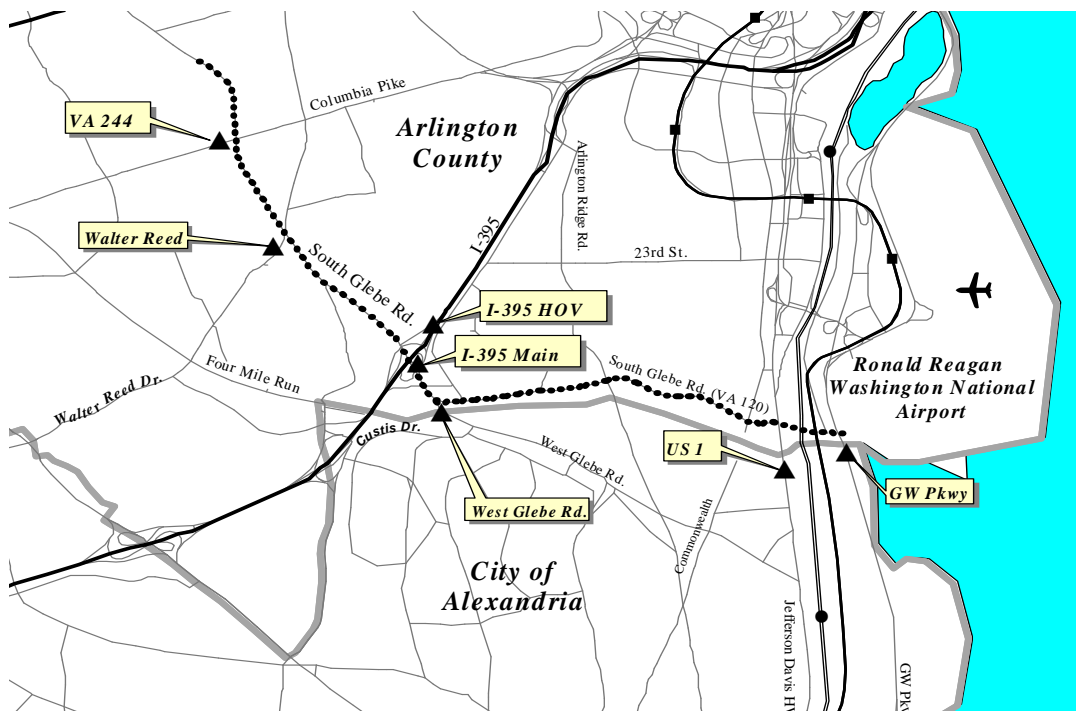 Columbia Pike
VA 244
Arlington
County
Arlington Ridge Rd.
Walter Reed
I-395
23rd St.
South Glebe Rd.
I-395 HOV
I-395 Main
Four Mile Run
South Glebe Rd. (VA 120)
Ronald Reagan
Washington National
Airport
Walter Reed Dr.
Custis Dr.
West Glebe Rd.
US 1
GW Pkwy
West Glebe Rd.
Commonwealth
City of
Alexandria
Jefferson Davis H
GW Pk